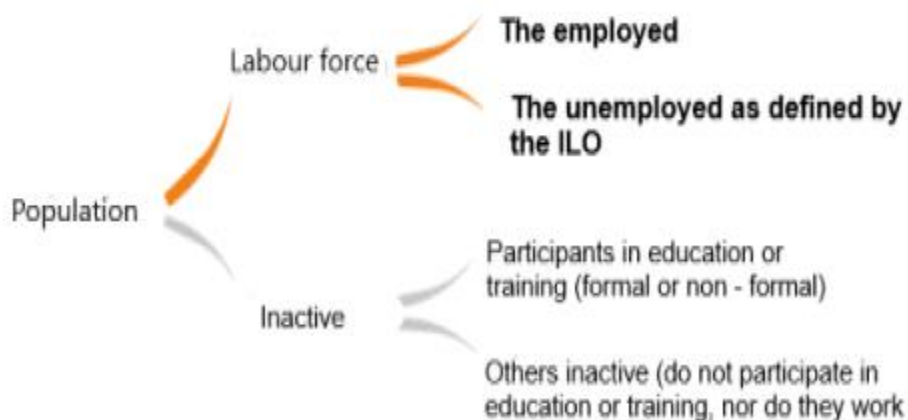 The employed
Labour force
The unemployed as defined by
the ILO
Population
Participants in education or
training (formal or non - formal)
Inactive
Others inactive (do not participate in
education or training, nor do they work